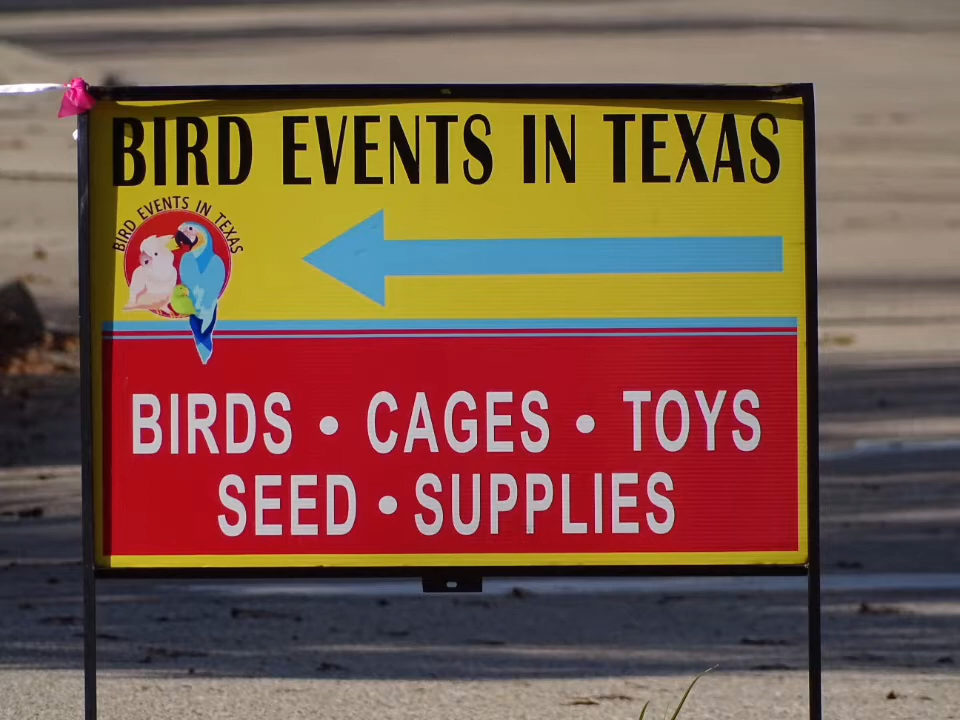 BIRD EVENTS IN TEXAS
BIRD EVENTS IN TEXAS
BIRDS • CAGES • TOYS
SEED • SUPPLIES